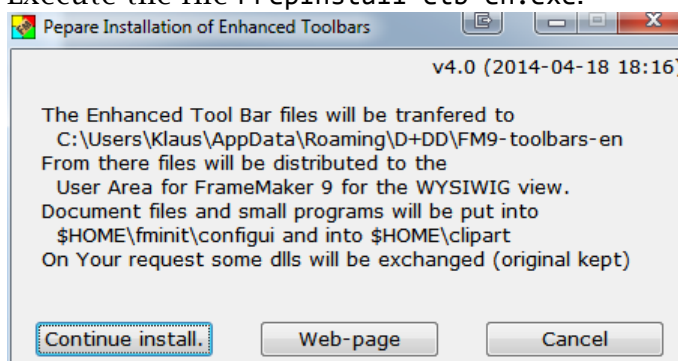 Execute the file PrepInstall-etb-en.exe.
Pepare Installation of Enhanced Toolbars
v4.0 (2014-04-18 18:16)
The Enhanced Tool Bar files will be tranfered to
C:\Users\Klaus\AppData\Roaming\D+DD\FM9-toolbars-en
From there files will be distributed to the
User Area for FrameMaker 9 for the WYSIWIG view.
Document files and small programs will be put into
$HOME\fminit\configui and into $HOME\clipart
On Your request some dlls will be exchanged (original kept)
Continue install.
Web-page
Cancel